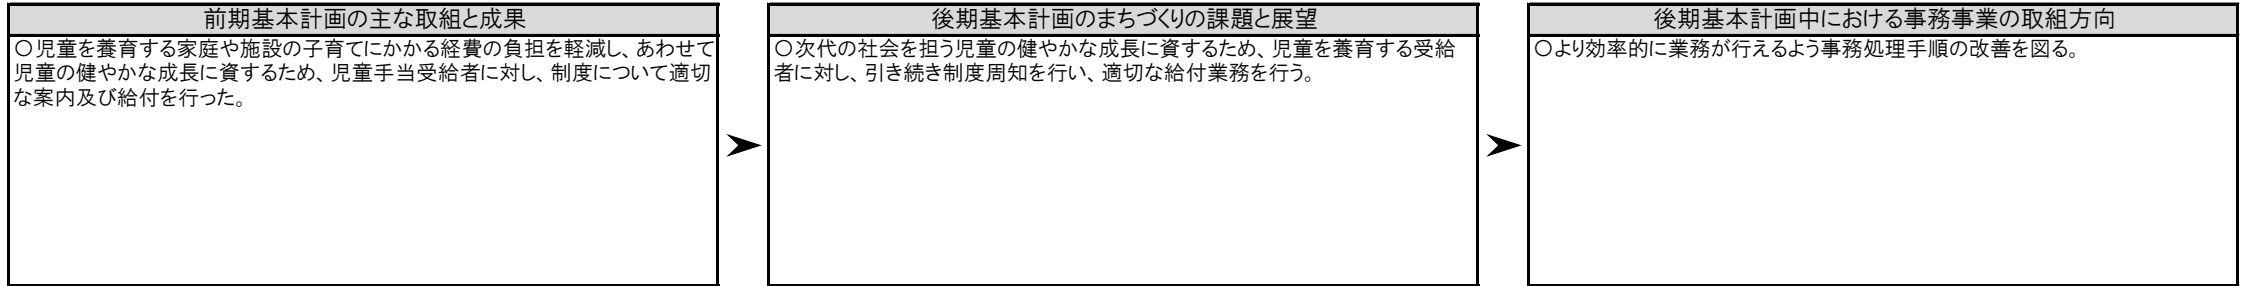 前期基本計画の主な取組と成果
○児童を養育する家庭や施設の子育てにかかる経費の負担を軽減し、あわせて
児童の健やかな成長に資するため、児童手当受給者に対し、制度について適切
な案内及び給付を行った。
後期基本計画のまちづくりの課題と展望
○次代の社会を担う児童の健やかな成長に資するため、児童を養育する受給
者に対し、引き続き制度周知を行い、適切な給付業務を行う。
後期基本計画中における事務事業の取組方向
○より効率的に業務が行えるよう事務処理手順の改善を図る。